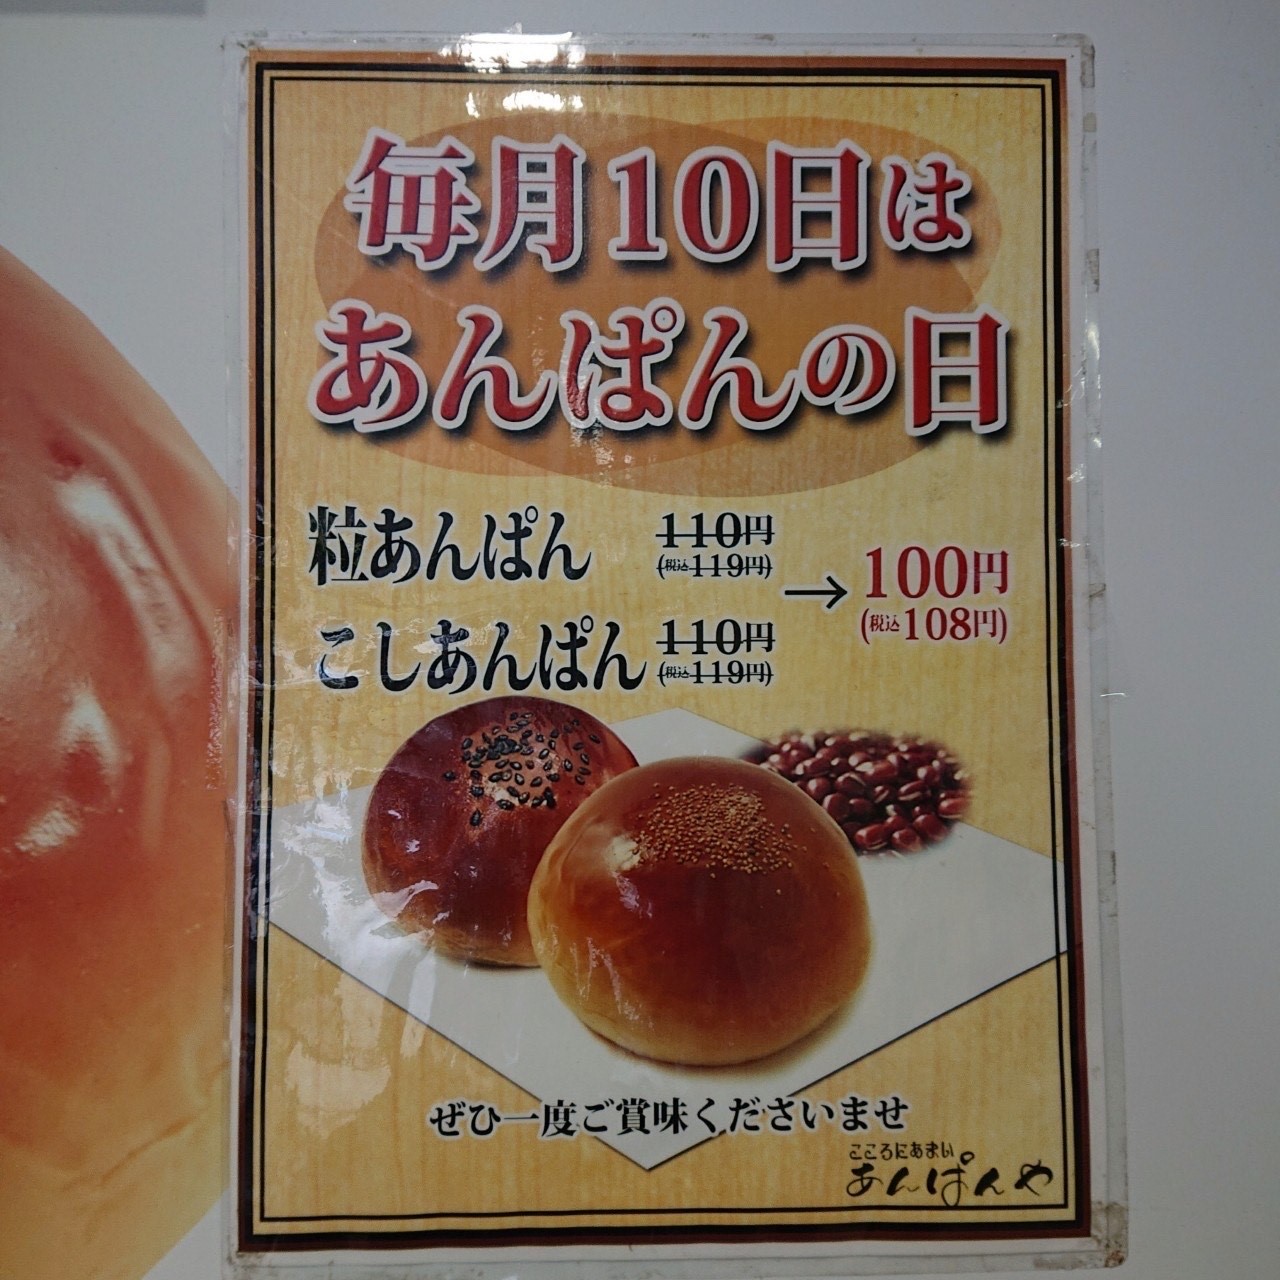 毎月10日は
あんぱんの日
粒あんぱん 110円
(税込119円)
こしあんぱん 110円
(税込119円)
→ 100円
(税込108円)
ぜひ一度ご賞味くださいませ
こころにあまい
あんぱんや